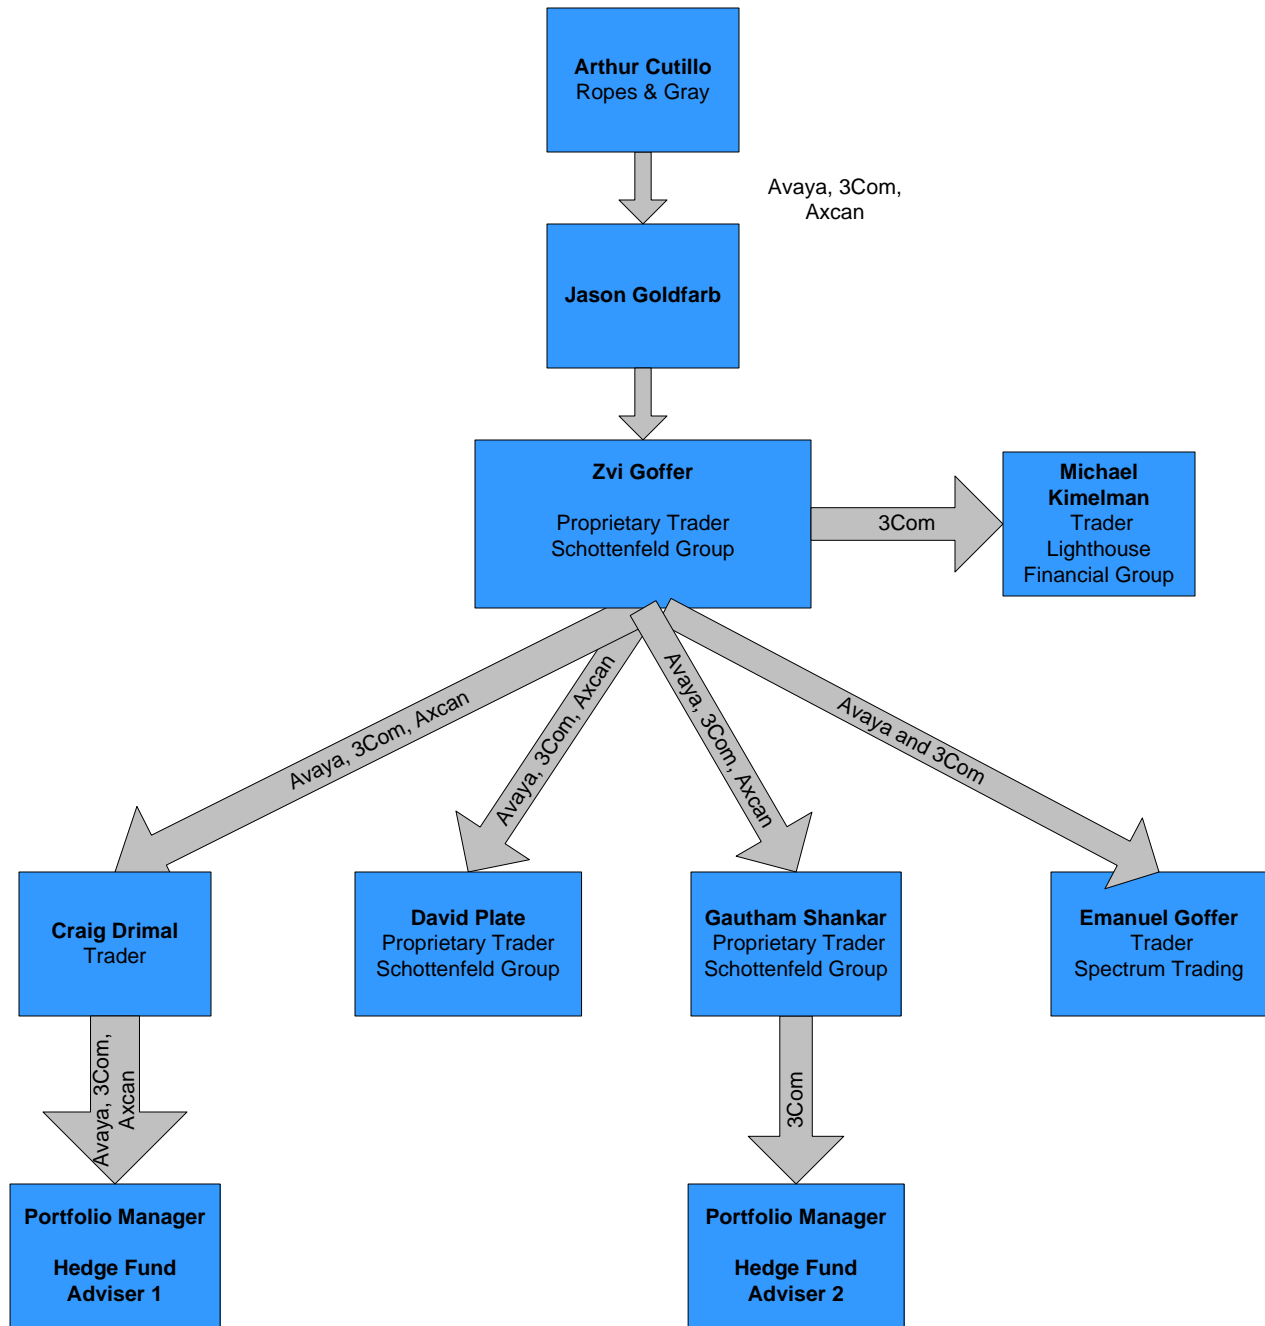 Arthur Cutillo
Ropes & Gray
Avaya, 3Com,
Axcan
Jason Goldfarb
Zvi Goffer
Proprietary Trader
Schottenfeld Group
3Com
Michael
Kimelman
Trader
Lighthouse
Financial Group
Avaya, 3Com, Axcan
Avaya, 3Com, Axcan
Avaya, 3Com, Axcan
Avaya and 3Com
Craig Drimal
Trader
David Plate
Proprietary Trader
Schottenfeld Group
Gautham Shankar
Proprietary Trader
Schottenfeld Group
Emanuel Goffer
Trader
Spectrum Trading
Avaya, 3Com,
Axcan
3Com
Portfolio Manager
Hedge Fund
Adviser 1
Portfolio Manager
Hedge Fund
Adviser 2